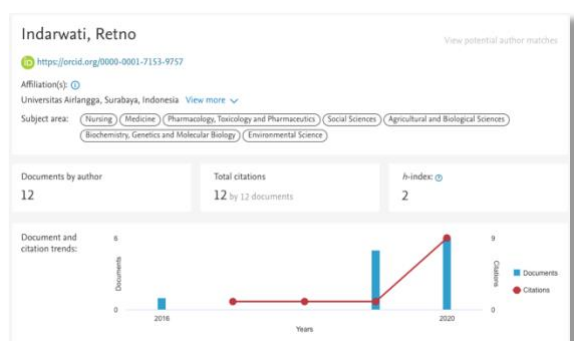 Indarwati, Retno
View potential author matches
iD https://orcid.org/0000-0001-7153-9757
Affiliation(s):
Universitas Airlangga, Surabaya, Indonesia View more
Subject area: Nursing Medicine Pharmacology, Toxicology and Pharmaceutics Social Sciences Agricultural and Biological Sciences
Biochemistry, Genetics and Molecular Biology Environmental Science
Documents by author
12
Total citations
12 by 12 documents
h-index:
2
Document and
citation trends:
6
0
Documents
2016
2020
Years
9
0
Citations
Documents
Citations